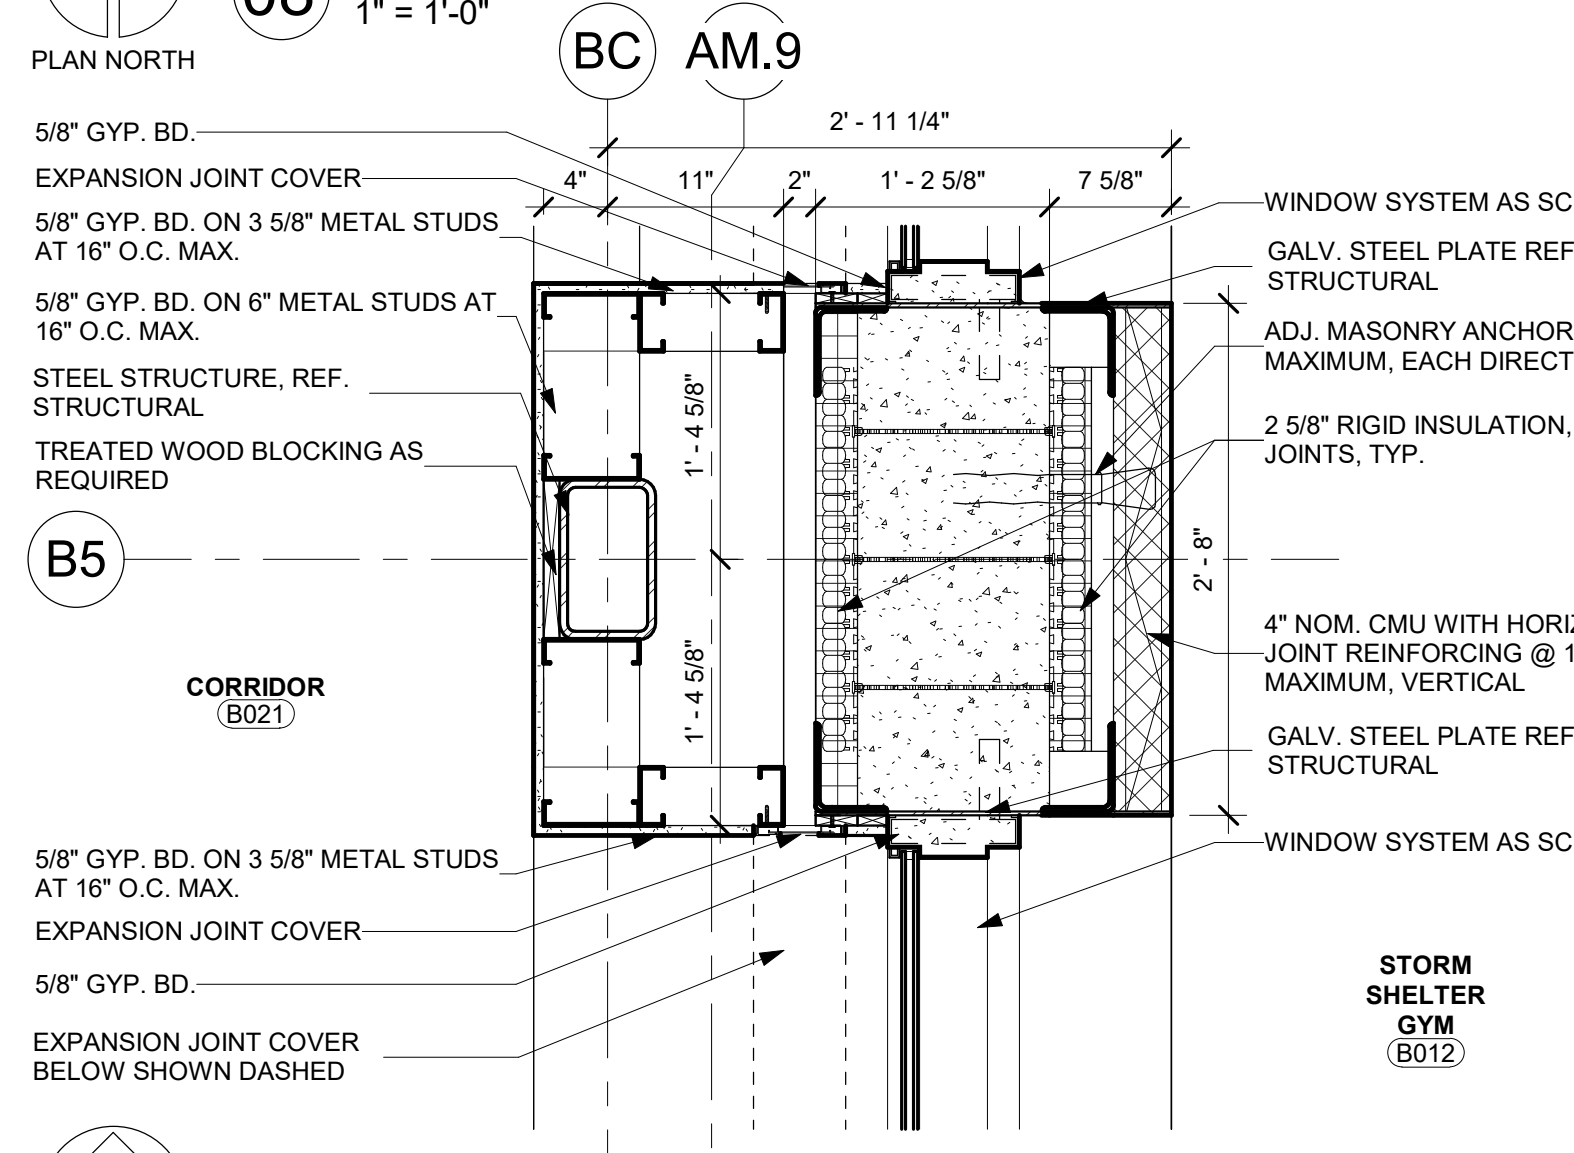 1" = 1'-0"
PLAN NORTH
BC
AM.9
2' - 11 1/4"
4"
11"
2"
1' - 2 5/8"
7 5/8"
5/8" GYP. BD.
EXPANSION JOINT COVER
5/8" GYP. BD. ON 3 5/8" METAL STUDS
AT 16" O.C. MAX.
5/8" GYP. BD. ON 6" METAL STUDS AT
16" O.C. MAX.
STEEL STRUCTURE, REF.
STRUCTURAL
TREATED WOOD BLOCKING AS
REQUIRED
B5
CORRIDOR
B021
5/8" GYP. BD. ON 3 5/8" METAL STUDS
AT 16" O.C. MAX.
EXPANSION JOINT COVER
5/8" GYP. BD.
EXPANSION JOINT COVER
BELOW SHOWN DASHED
1' - 4 5/8"
1' - 4 5/8"
2' - 8"
WINDOW SYSTEM AS SC
GALV. STEEL PLATE REF
STRUCTURAL
ADJ. MASONRY ANCHOR
MAXIMUM, EACH DIRECT
2 5/8" RIGID INSULATION,
JOINTS, TYP.
4" NOM. CMU WITH HORIZ
JOINT REINFORCING @ 1
MAXIMUM, VERTICAL
GALV. STEEL PLATE REF
STRUCTURAL
WINDOW SYSTEM AS SC
STORM
SHELTER
GYM
B012